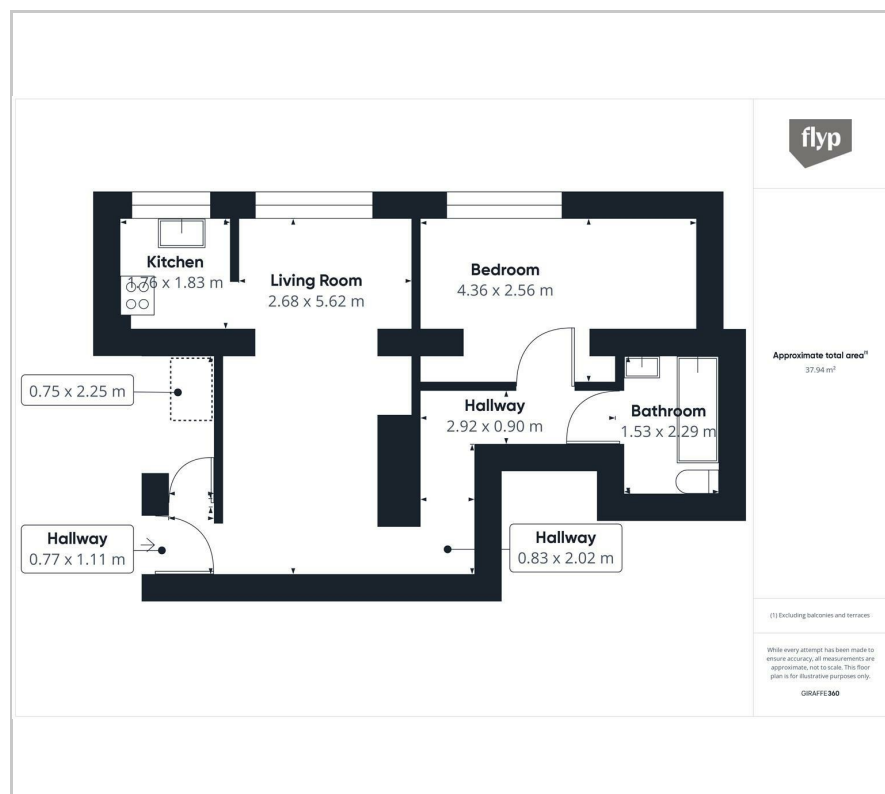 flyp
Kitchen
1.76 x 1.83 m
Living Room
2.68 x 5.62 m
Bedroom
4.36 x 2.56 m
0.75 x 2.25 m
Hallway
2.92 x 0.90 m
Bathroom
1.53 x 2.29 m
Hallway
0.77 x 1.11 m
Hallway
0.83 x 2.02 m
Approximate total area(1)
37.94 m²
(1) Excluding balconies and terraces
While every attempt has been made to
ensure accuracy, all measurements are
approximate, not to scale. This floor
plan is for illustrative purposes only.
GIRAFFE360